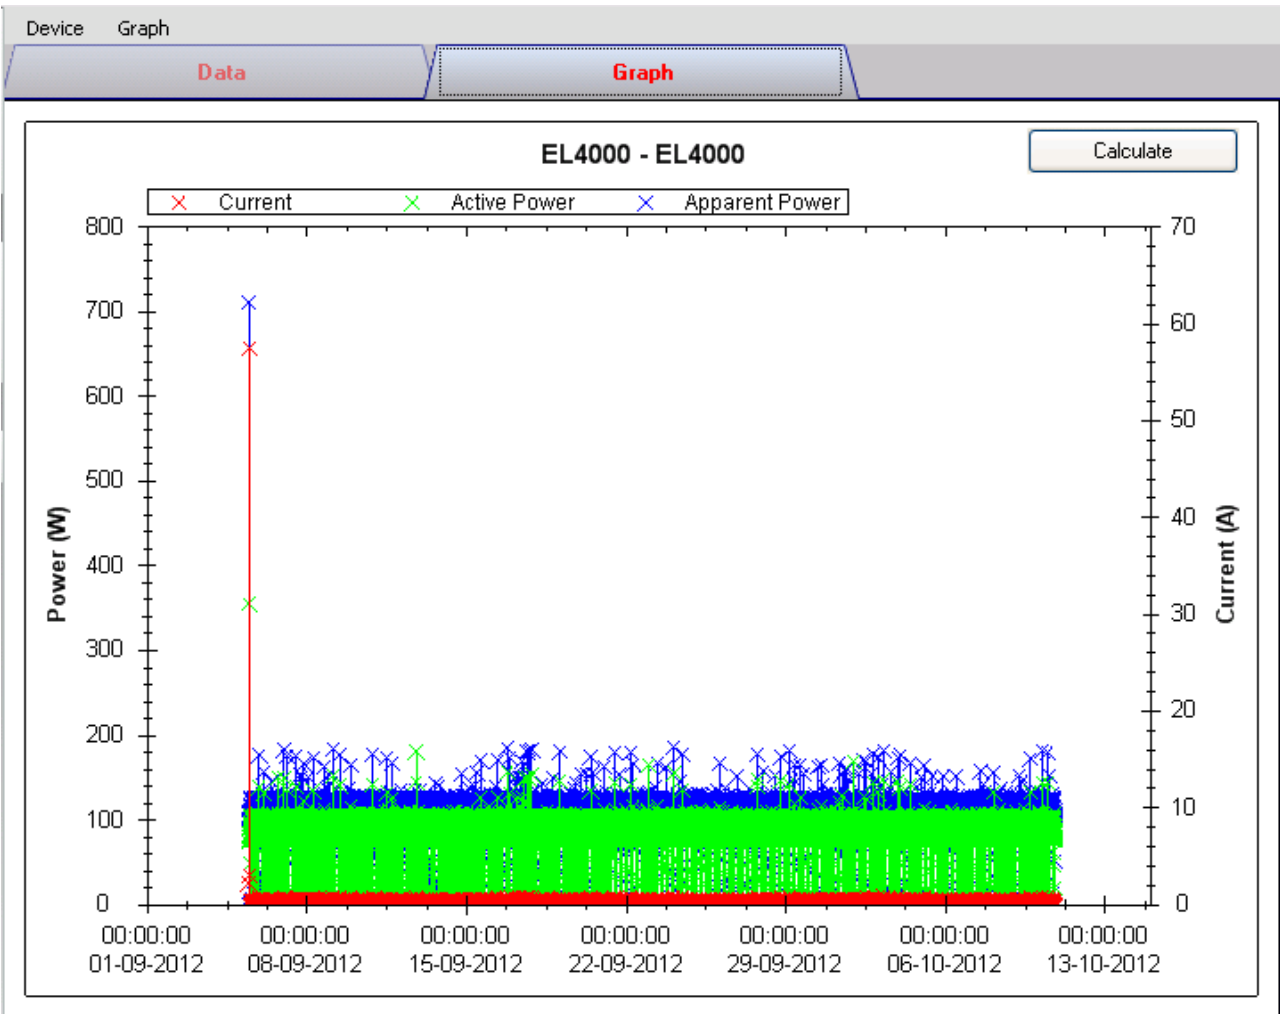 Device Graph
Data Graph
EL4000 - EL4000 Calculate
Current Active Power Apparent Power
800 70
700
60
600
50
500
40
400
30
300
20
200
100 10
0 0
Power (W)
Current (A)
00:00:00 00:00:00 00:00:00 00:00:00 00:00:00 00:00:00 00:00:00
01-09-2012 08-09-2012 15-09-2012 22-09-2012 29-09-2012 06-10-2012 13-10-2012